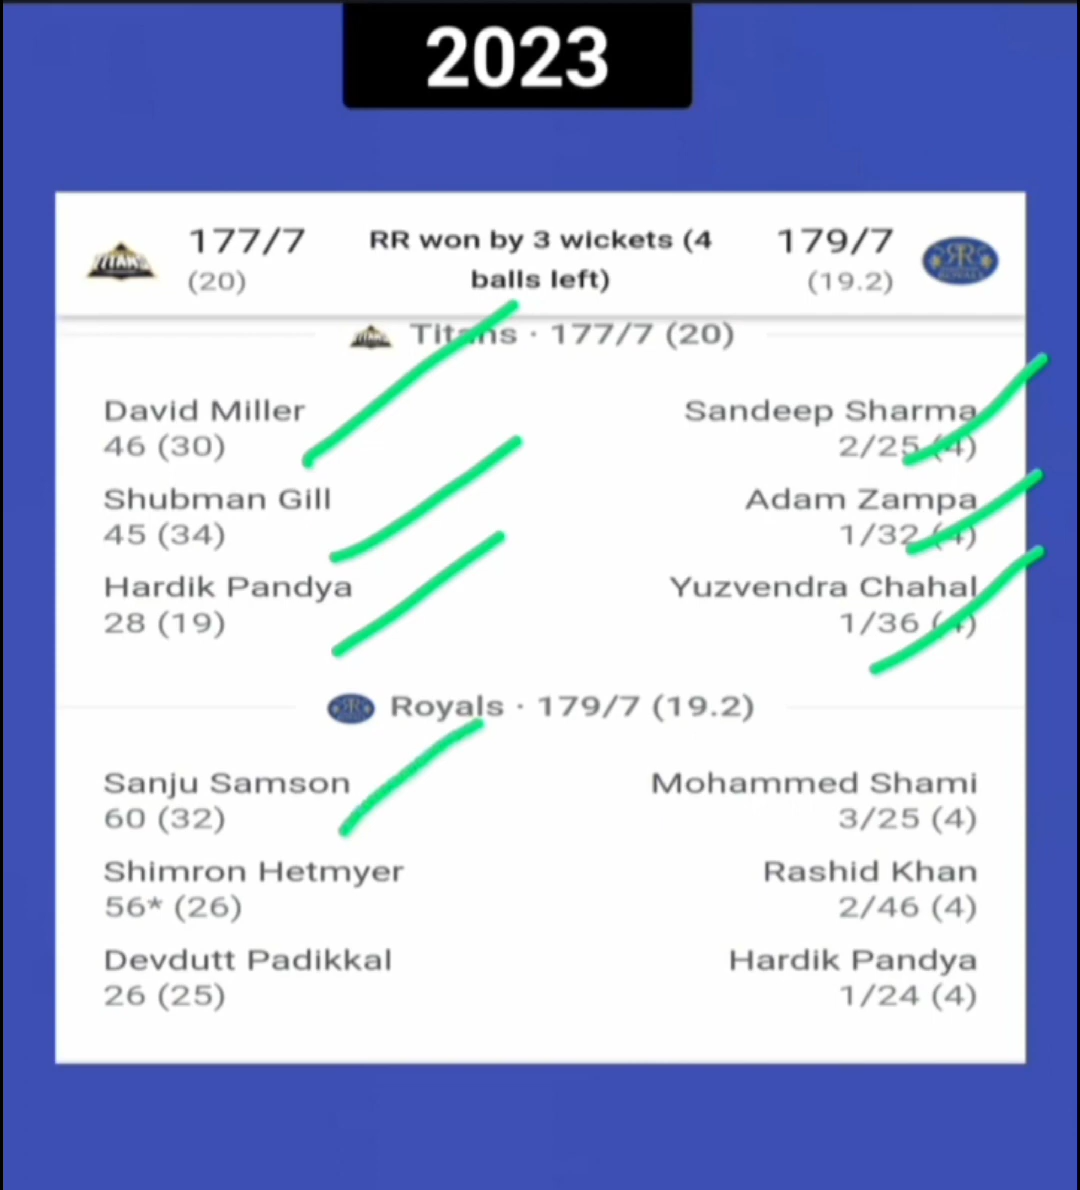 2023
177/7 RR won by 3 wickets (4 179/7
(20) balls left) (19.2)
TITANS
RR
ROYALS
Titans · 177/7 (20)
David Miller Sandeep Sharma
46 (30) 2/25 (4)
Shubman Gill Adam Zampa
45 (34) 1/32 (4)
Hardik Pandya Yuzvendra Chahal
28 (19) 1/36 (4)
Royals · 179/7 (19.2)
Sanju Samson Mohammed Shami
60 (32) 3/25 (4)
Shimron Hetmyer Rashid Khan
56* (26) 2/46 (4)
Devdutt Padikkal Hardik Pandya
26 (25) 1/24 (4)